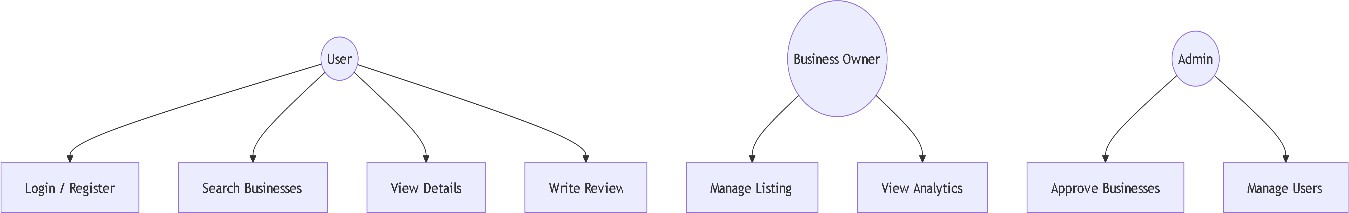 User
Business Owner
Admin
Login / Register
Search Businesses
View Details
Write Review
Manage Listing
View Analytics
Approve Businesses
Manage Users